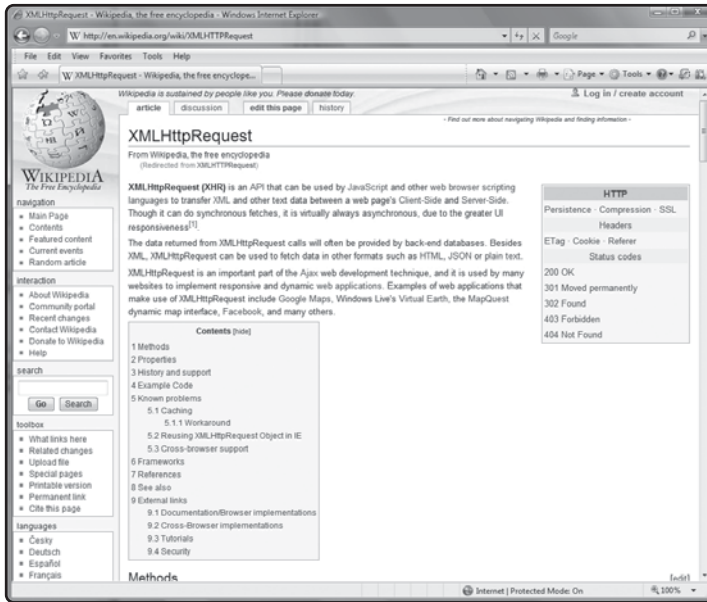 XMLHttpRequest - Wikipedia, the free encyclopedia - Windows Internet Explorer
http://en.wikipedia.org/wiki/XMLHTTPRequest
Google
File Edit View Favorites Tools Help
XMLHttpRequest - Wikipedia, the free encyclope...
Page Tools
Wikipedia is sustained by people like you. Please donate today.
Log in / create account
article discussion edit this page history
- Find out more about navigating Wikipedia and finding information -
XMLHttpRequest
From Wikipedia, the free encyclopedia
(Redirected from XMLHTTPRequest)
XMLHttpRequest (XHR) is an API that can be used by JavaScript and other web browser scripting
languages to transfer XML and other text data between a web page's Client-Side and Server-Side.
Though it can do synchronous fetches, it is virtually always asynchronous, due to the greater UI
responsiveness[1].
The data returned from XMLHttpRequest calls will often be provided by back-end databases. Besides
XML, XMLHttpRequest can be used to fetch data in other formats such as HTML, JSON or plain text.
XMLHttpRequest is an important part of the Ajax web development technique, and it is used by many
websites to implement responsive and dynamic web applications. Examples of web applications that
make use of XMLHttpRequest include Google Maps, Windows Live's Virtual Earth, the MapQuest
dynamic map interface, Facebook, and many others.
HTTP
Persistence · Compression · SSL
Headers
ETag · Cookie · Referer
Status codes
200 OK
301 Moved permanently
302 Found
403 Forbidden
404 Not Found
Contents [hide]
1 Methods
2 Properties
3 History and support
4 Example Code
5 Known problems
5.1 Caching
5.1.1 Workaround
5.2 Reusing XMLHttpRequest Object in IE
5.3 Cross-browser support
6 Frameworks
7 References
8 See also
9 External links
9.1 Documentation/Browser implementations
9.2 Cross-Browser implementations
9.3 Tutorials
9.4 Security
Methods
[edit]
WIKIPEDIA
The Free Encyclopedia
navigation
Main Page
Contents
Featured content
Current events
Random article
interaction
About Wikipedia
Community portal
Recent changes
Contact Wikipedia
Donate to Wikipedia
Help
search
Go Search
toolbox
What links here
Related changes
Upload file
Special pages
Printable version
Permanent link
Cite this page
languages
Česky
Deutsch
Español
Français
Internet | Protected Mode: On
100%